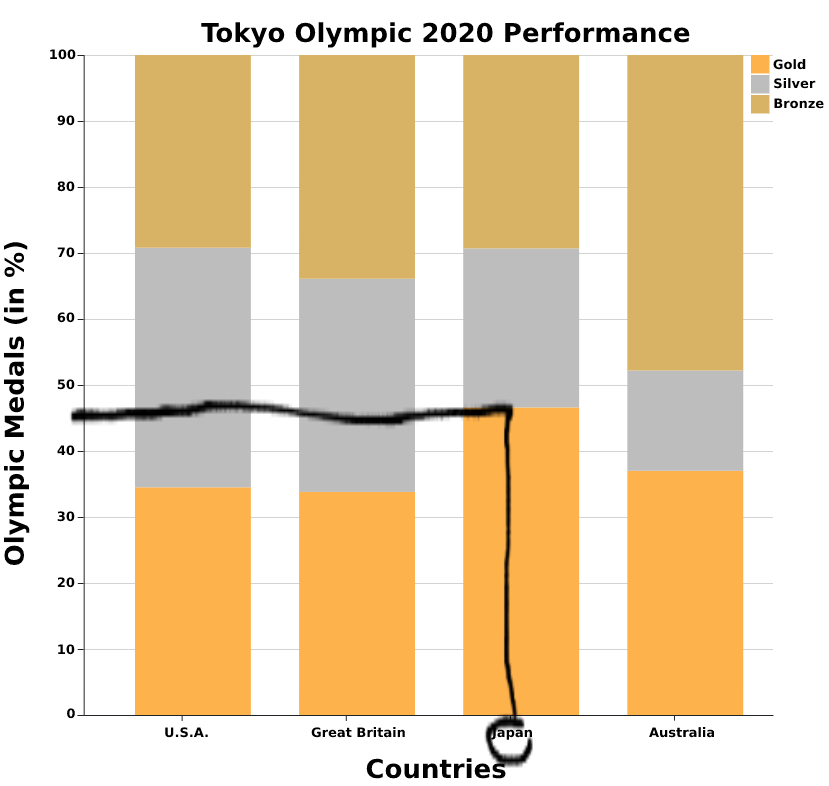 Tokyo Olympic 2020 Performance
Gold
Silver
Bronze
Olympic Medals (in %)
100
90
80
70
60
50
40
30
20
10
0
U.S.A. Great Britain Japan Australia
Countries